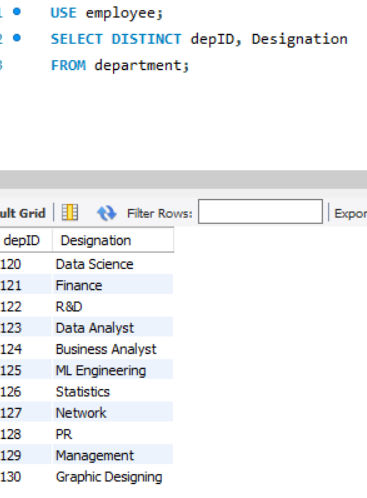 1 USE employee;
2 SELECT DISTINCT depID, Designation
3 FROM department;
ult Grid Filter Rows: Expor
depID Designation
120 Data Science
121 Finance
122 R&D
123 Data Analyst
124 Business Analyst
125 ML Engineering
126 Statistics
127 Network
128 PR
129 Management
130 Graphic Designing